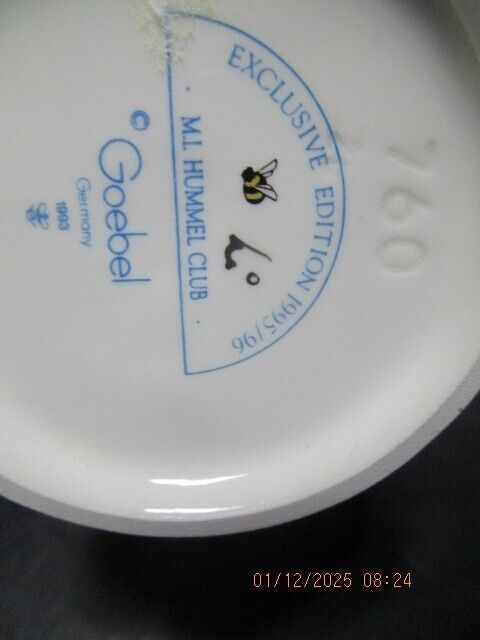 EXCLUSIVE EDITION 1995/96
M.I. HUMMEL CLUB
© Goebel
Germany
1993
760
01/12/2025 08:24